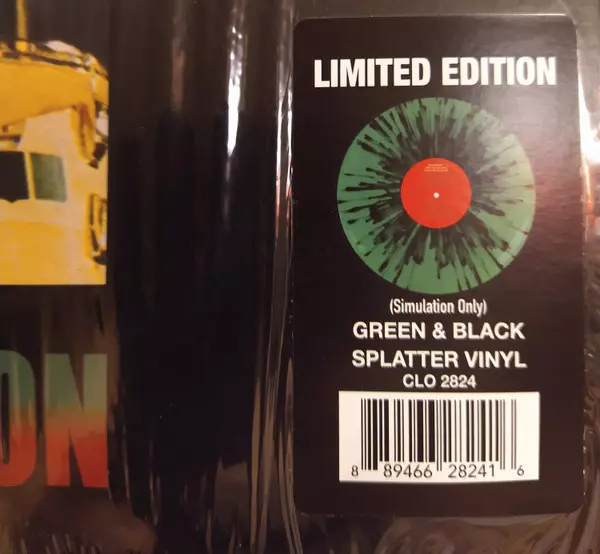 LIMITED EDITION
(Simulation Only)
GREEN & BLACK
SPLATTER VINYL
CLO 2824
8 89466 28241 6
ON